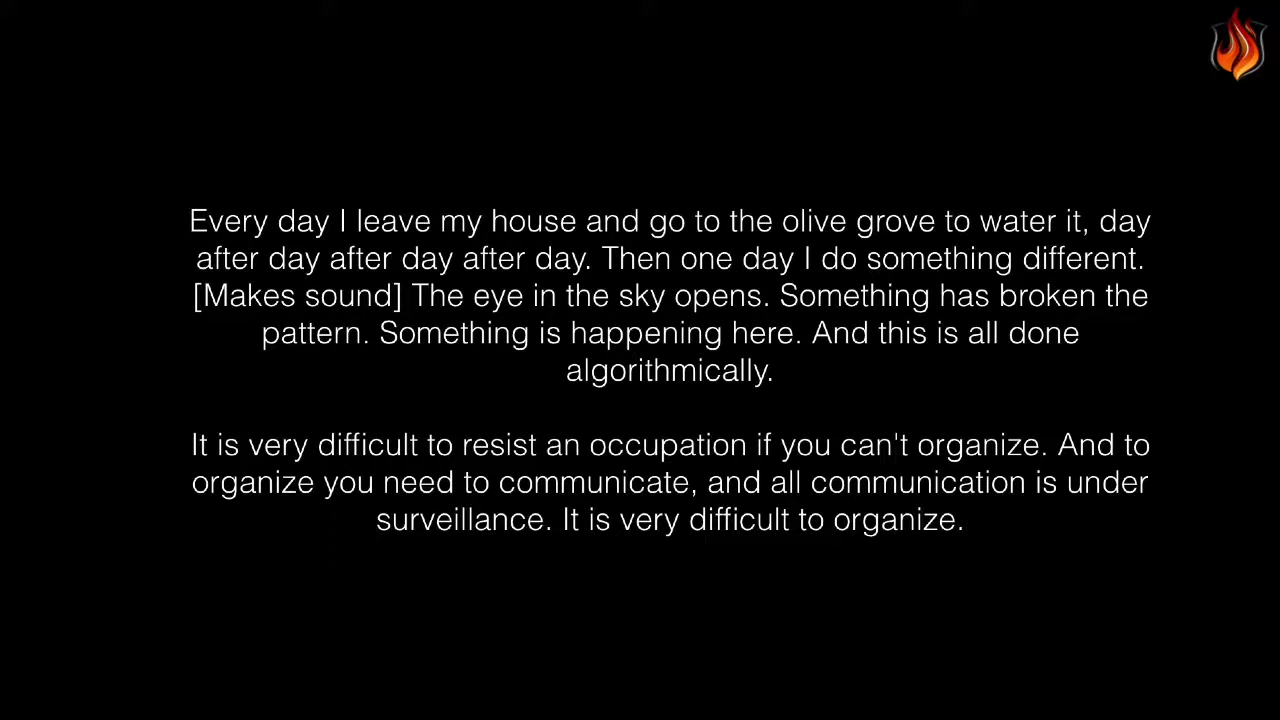 Every day I leave my house and go to the olive grove to water it, day
after day after day after day. Then one day I do something different.
[Makes sound] The eye in the sky opens. Something has broken the
pattern. Something is happening here. And this is all done
algorithmically.
It is very difficult to resist an occupation if you can't organize. And to
organize you need to communicate, and all communication is under
surveillance. It is very difficult to organize.